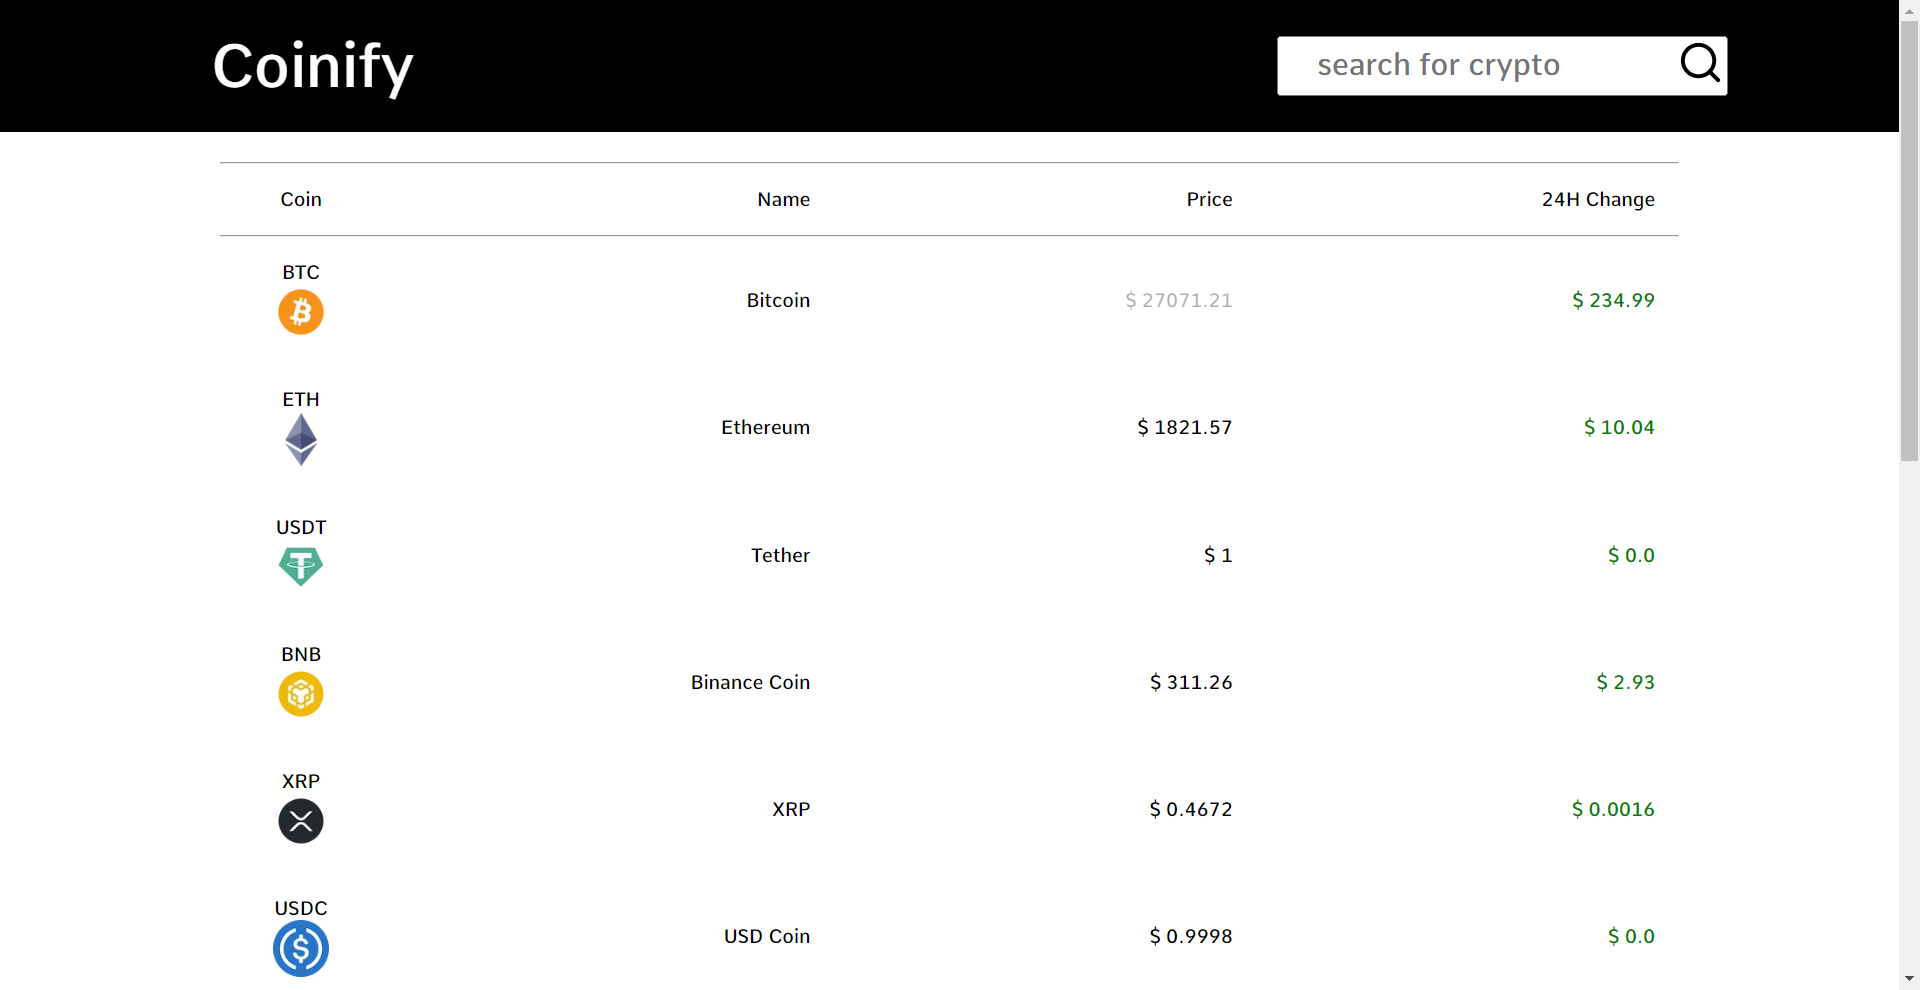 Coinify
search for crypto
Coin Name Price 24H Change
BTC
Bitcoin $ 27071.21 $ 234.99
ETH
Ethereum $ 1821.57 $ 10.04
USDT
Tether $ 1 $ 0.0
BNB
Binance Coin $ 311.26 $ 2.93
XRP
XRP $ 0.4672 $ 0.0016
USDC
USD Coin $ 0.9998 $ 0.0